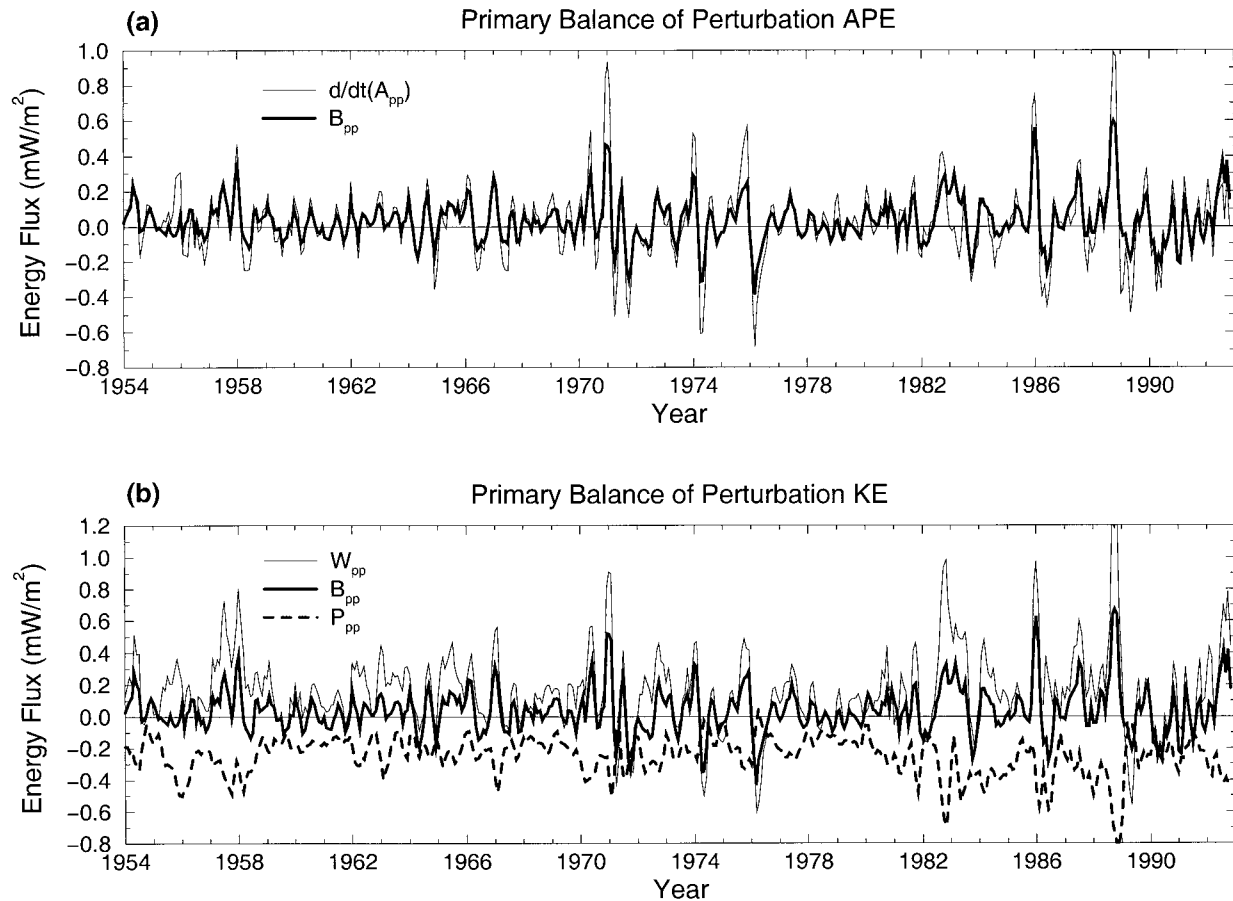 (a) Primary Balance of Perturbation APE
Energy Flux (mW/m²)
1.0
0.8
0.6
0.4
0.2
0.0
−0.2
−0.4
−0.6
−0.8
d/dt(A_pp)
B_pp
1954 1958 1962 1966 1970 1974 1978 1982 1986 1990
Year
(b) Primary Balance of Perturbation KE
Energy Flux (mW/m²)
1.2
1.0
0.8
0.6
0.4
0.2
0.0
−0.2
−0.4
−0.6
−0.8
W_pp
B_pp
P_pp
1954 1958 1962 1966 1970 1974 1978 1982 1986 1990
Year